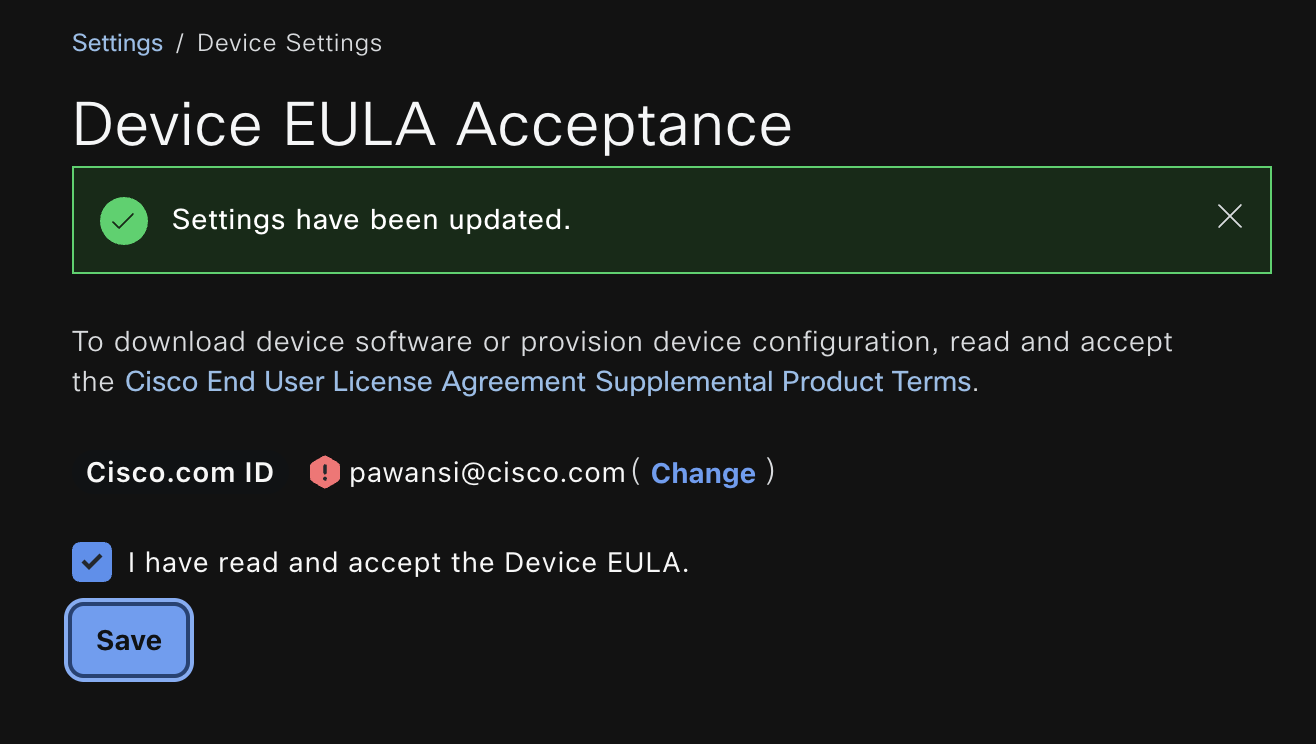 Settings / Device Settings
Device EULA Acceptance
Settings have been updated.
To download device software or provision device configuration, read and accept
the Cisco End User License Agreement Supplemental Product Terms.
Cisco.com ID pawansi@cisco.com ( Change )
I have read and accept the Device EULA.
Save